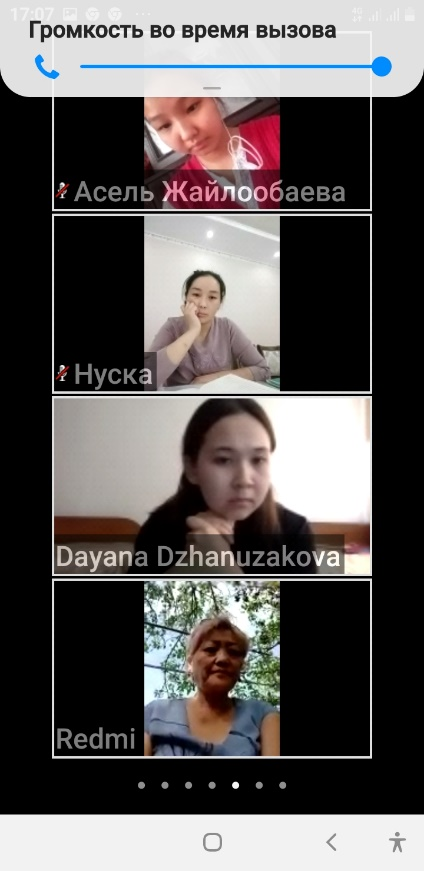 17:07
Громкость во время вызова
Асель Жайлообаева
Нуска
Dayana Dzhanuzakova
Redmi